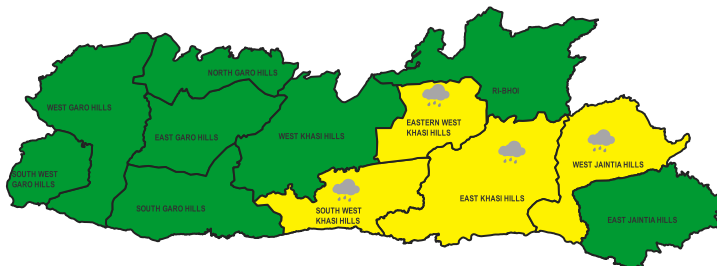 NORTH GARO HILLS
RI-BHOI
WEST GARO HILLS
EASTERN WEST
KHASI HILLS
EAST GARO HILLS
WEST KHASI HILLS
WEST JAINTIA HILLS
SOUTH WEST
GARO HILLS
EAST KHASI HILLS
SOUTH GARO HILLS
SOUTH WEST
KHASI HILLS
EAST JAINTIA HILLS